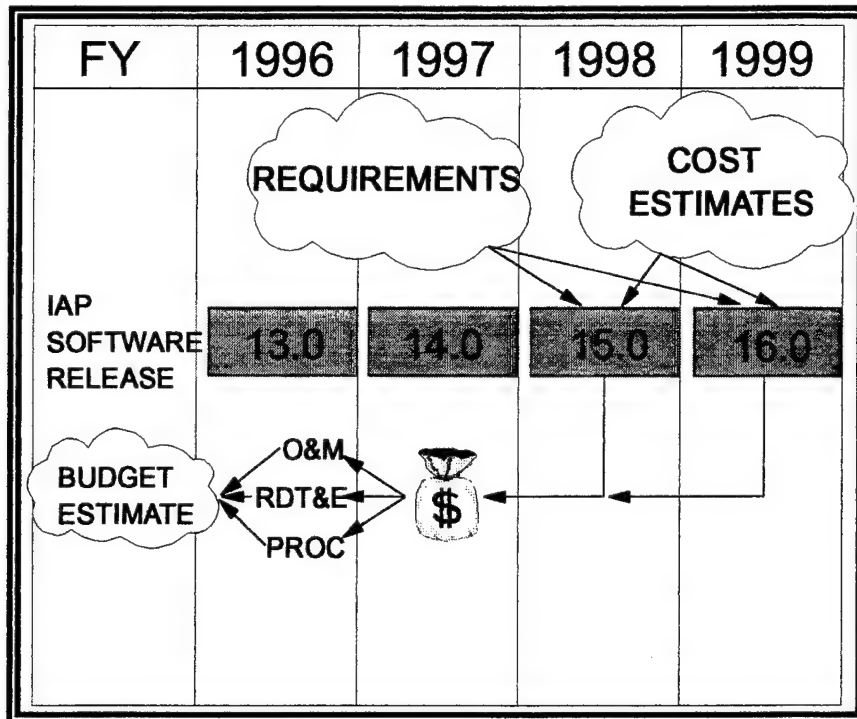 FY 1996 1997 1998 1999
REQUIREMENTS
COST
ESTIMATES
IAP
SOFTWARE
RELEASE
13.0 14.0 15.0 16.0
O&M
BUDGET
ESTIMATE
RDT&E
$
PROC